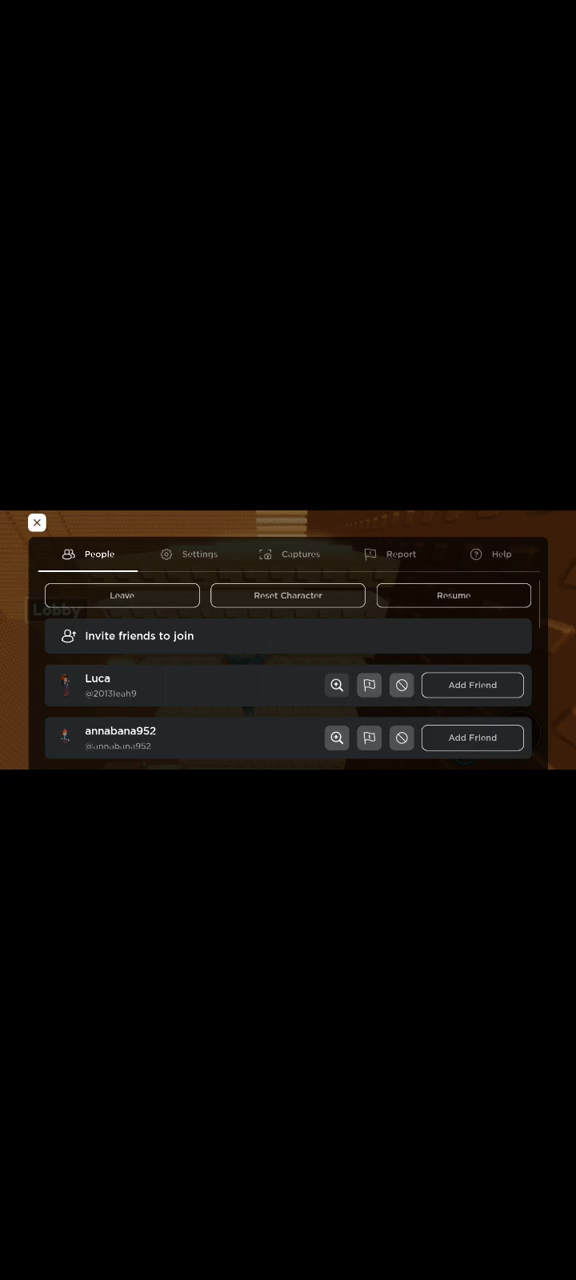 People Settings Captures Report Help
Leave Reset Character Resume
Lobby
Invite friends to join
Luca
@2013leah9
Add Friend
annabana952
@annabana952
Add Friend